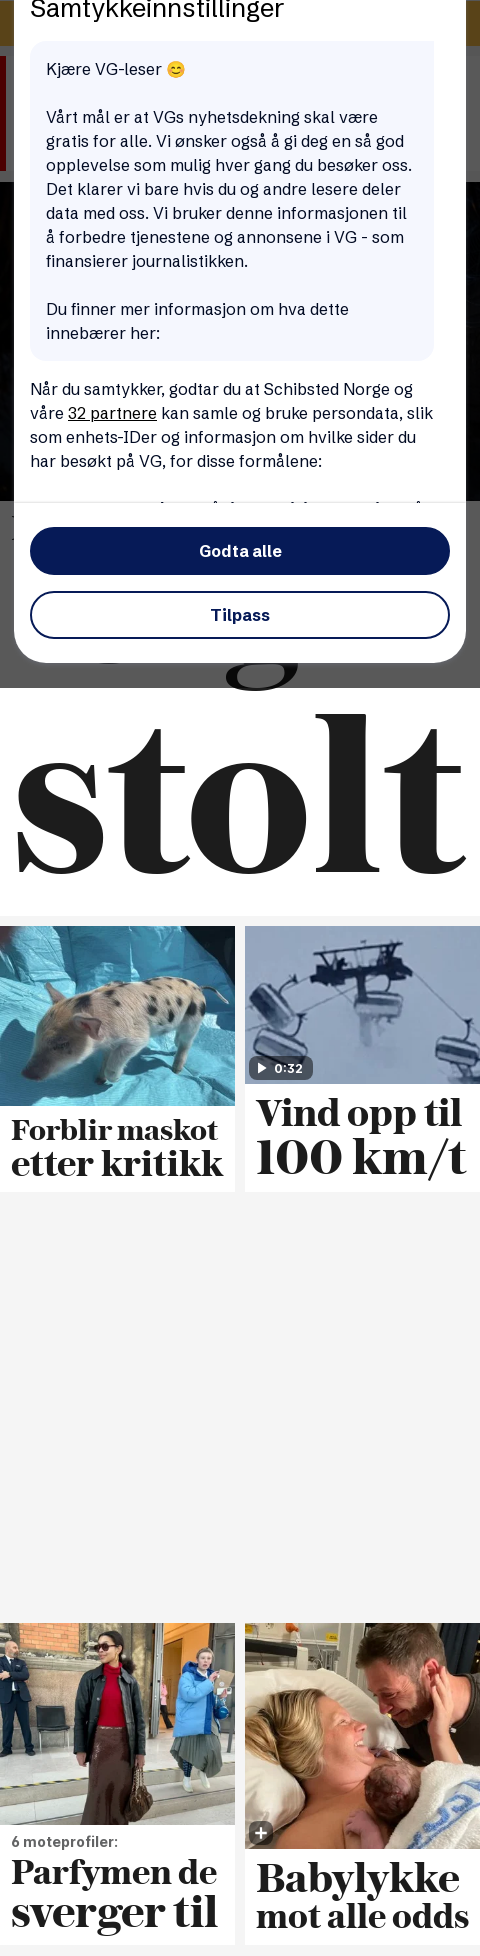 Samtykkeinnstillinger
Kjære VG-leser 😊
Vårt mål er at VGs nyhetsdekning skal være
gratis for alle. Vi ønsker også å gi deg en så god
opplevelse som mulig hver gang du besøker oss.
Det klarer vi bare hvis du og andre lesere deler
data med oss. Vi bruker denne informasjonen til
å forbedre tjenestene og annonsene i VG - som
finansierer journalistikken.
Du finner mer informasjon om hva dette
innebærer her:
Når du samtykker, godtar du at Schibsted Norge og
våre 32 partnere kan samle og bruke persondata, slik
som enhets-IDer og informasjon om hvilke sider du
har besøkt på VG, for disse formålene:
Godta alle
Tilpass
stolt
0:32
Forblir maskot
etter kritikk
Vind opp til
100 km/t
6 moteprofiler:
Parfymen de
sverger til
Babylykke
mot alle odds